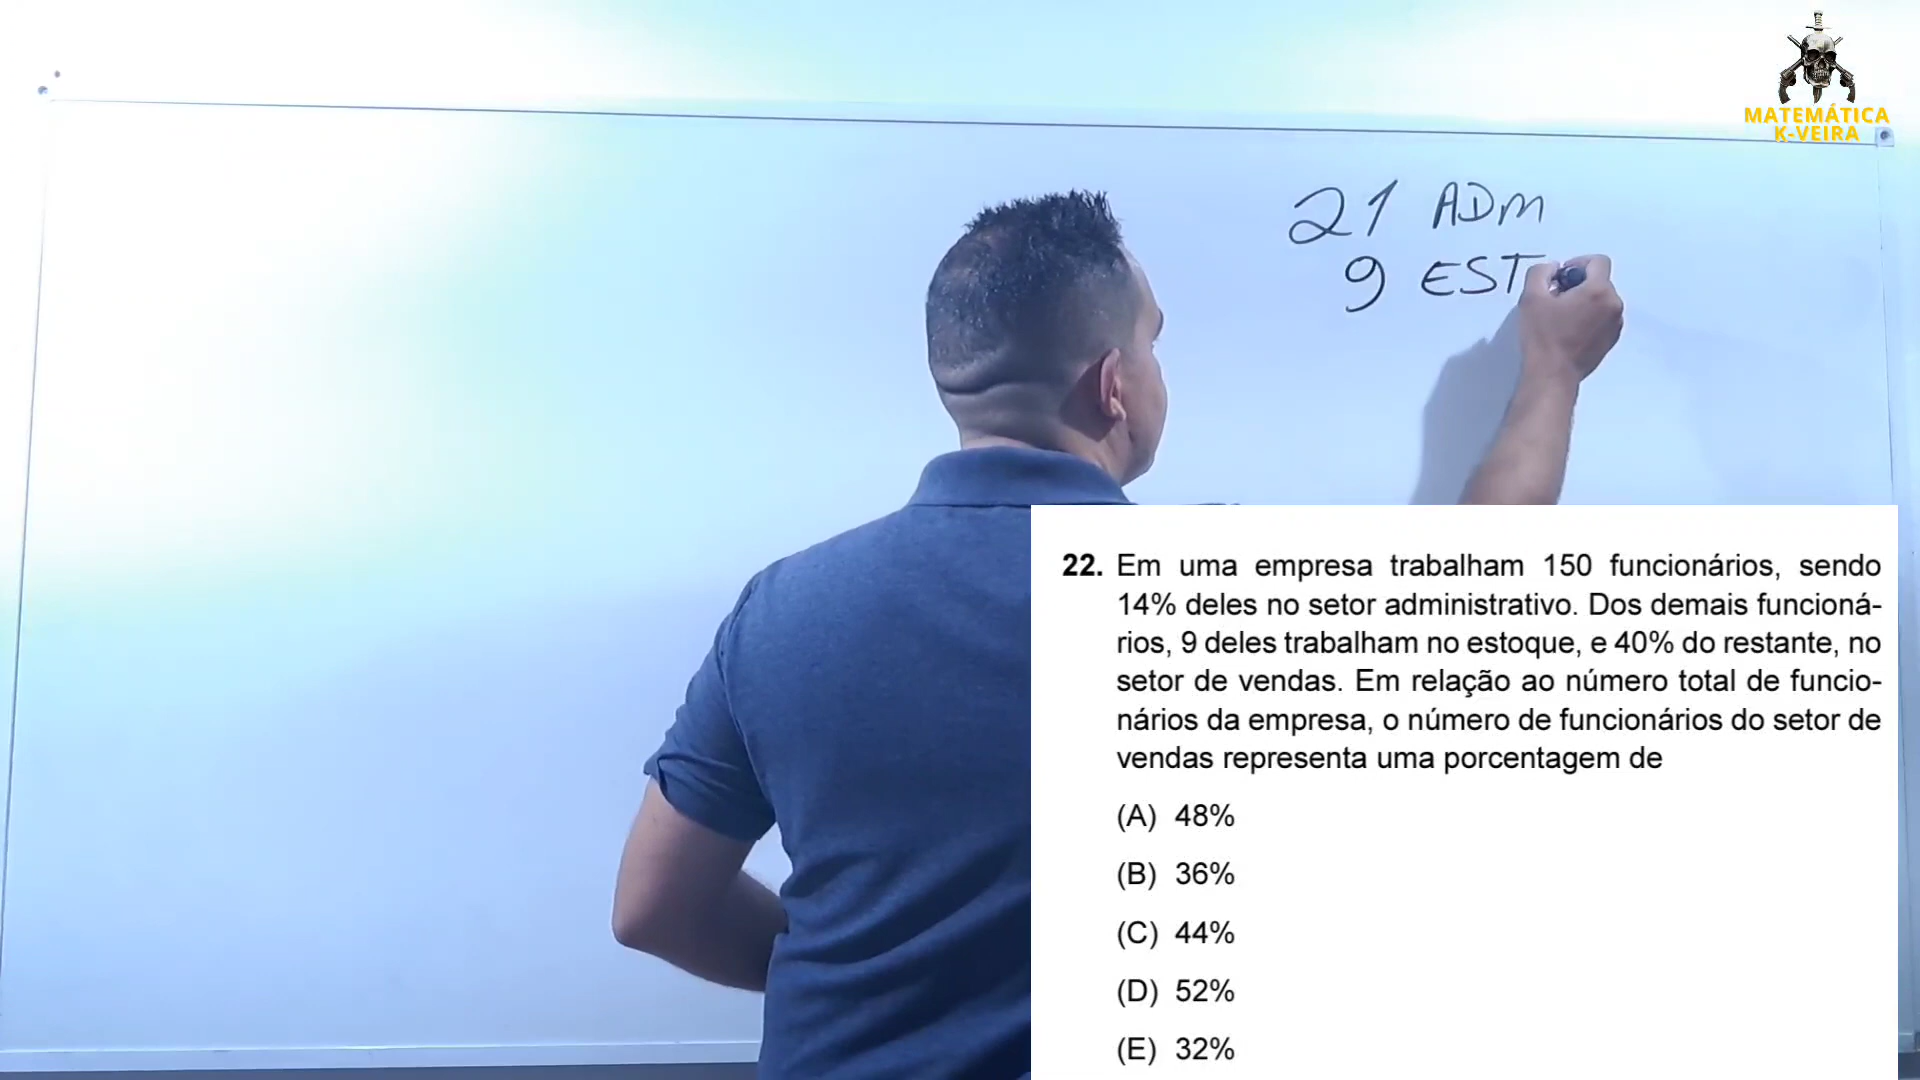 MATEMÁTICA
K-VEIRA
21 ADM
9 EST
22. Em uma empresa trabalham 150 funcionários, sendo
14% deles no setor administrativo. Dos demais funcioná-
rios, 9 deles trabalham no estoque, e 40% do restante, no
setor de vendas. Em relação ao número total de funcio-
nários da empresa, o número de funcionários do setor de
vendas representa uma porcentagem de
(A) 48%
(B) 36%
(C) 44%
(D) 52%
(E) 32%